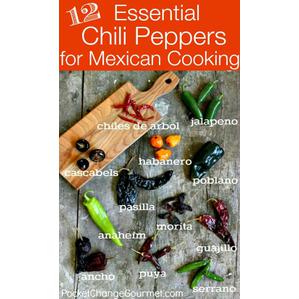 12 Essential
Chili Peppers
for Mexican Cooking
chiles de arbol
jalapeno
habanero
cascabels
poblano
pasilla
morita
anaheim
guajillo
puya
ancho
serrano
PocketChangeGourmet.com